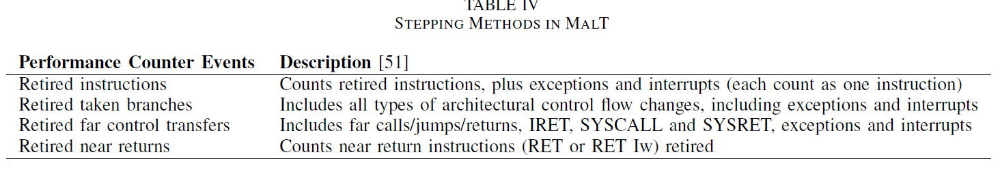 TABLE IV
STEPPING METHODS IN MALT
Performance Counter Events Description [51]
Retired instructions Counts retired instructions, plus exceptions and interrupts (each count as one instruction)
Retired taken branches Includes all types of architectural control flow changes, including exceptions and interrupts
Retired far control transfers Includes far calls/jumps/returns, IRET, SYSCALL and SYSRET, exceptions and interrupts
Retired near returns Counts near return instructions (RET or RET Iw) retired